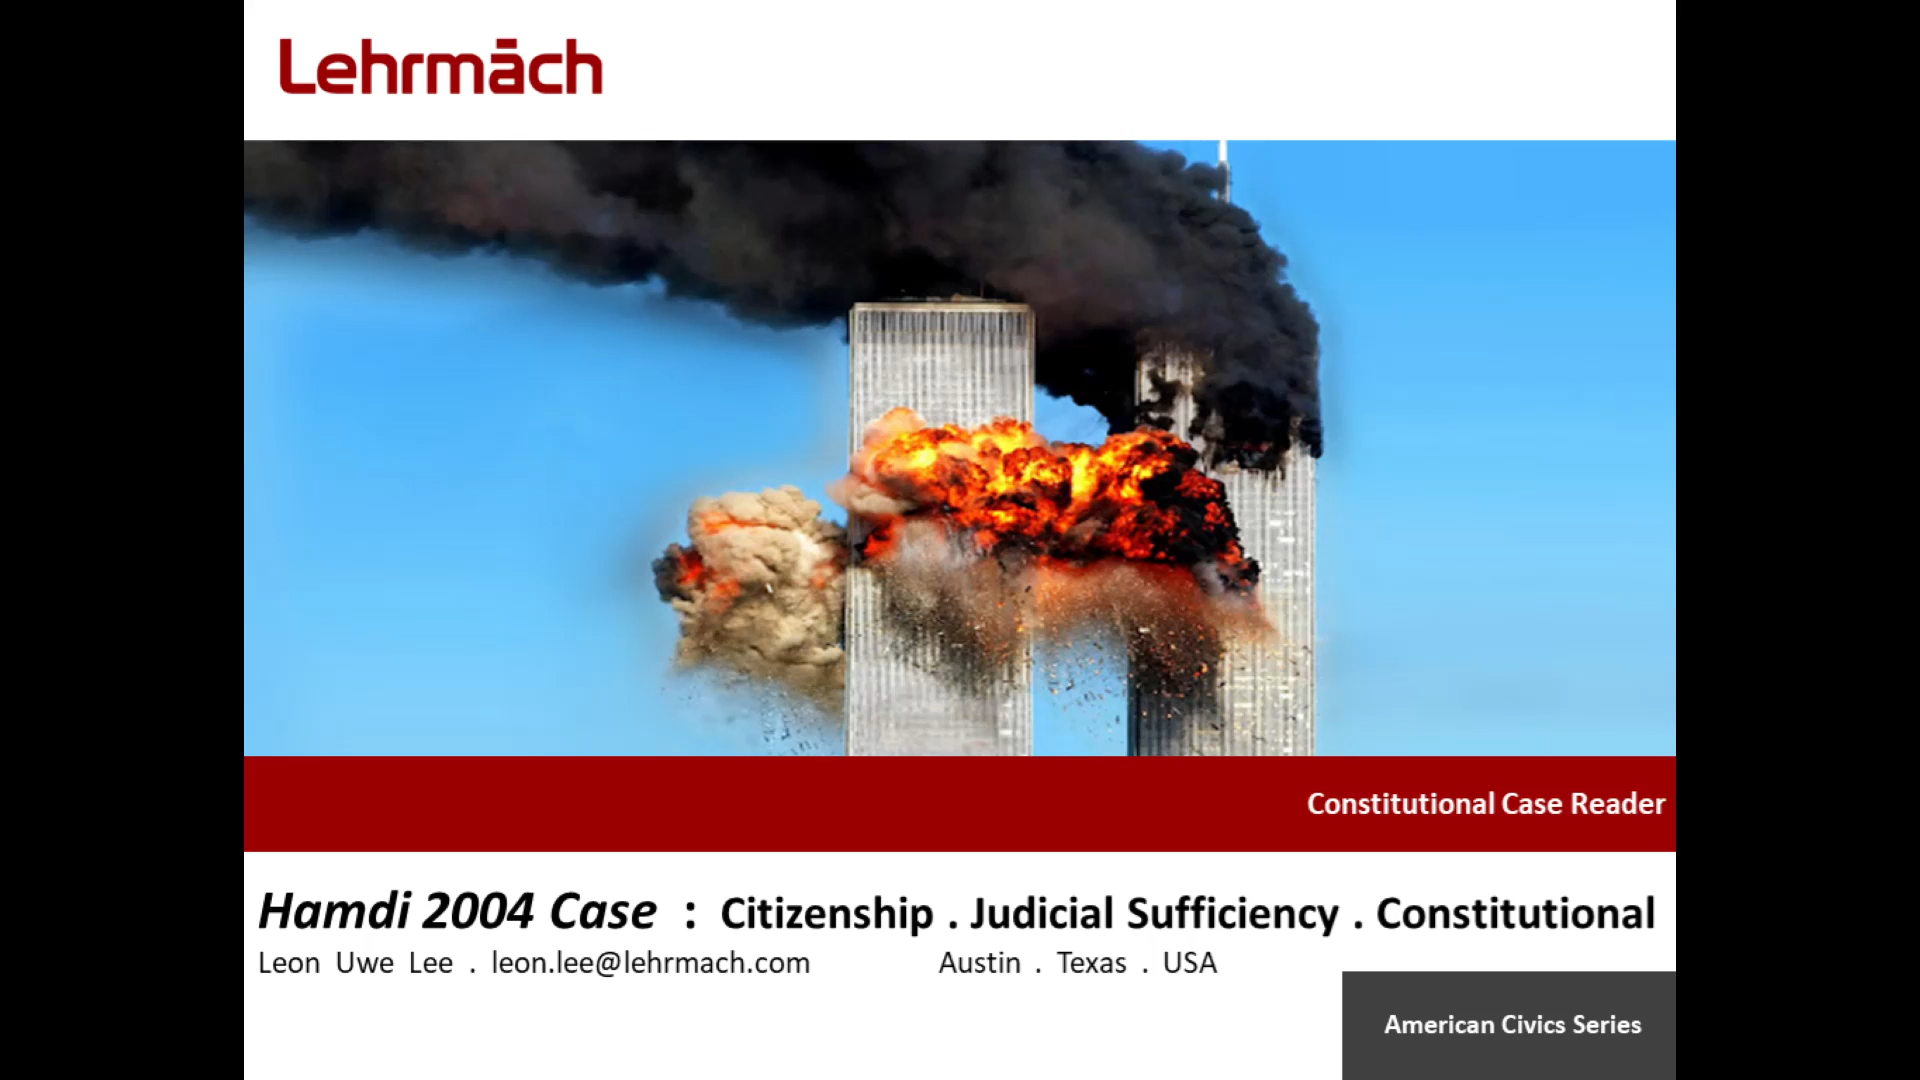 Lehrmāch
Constitutional Case Reader
Hamdi 2004 Case : Citizenship . Judicial Sufficiency . Constitutional
Leon Uwe Lee . leon.lee@lehrmach.com Austin . Texas . USA
American Civics Series